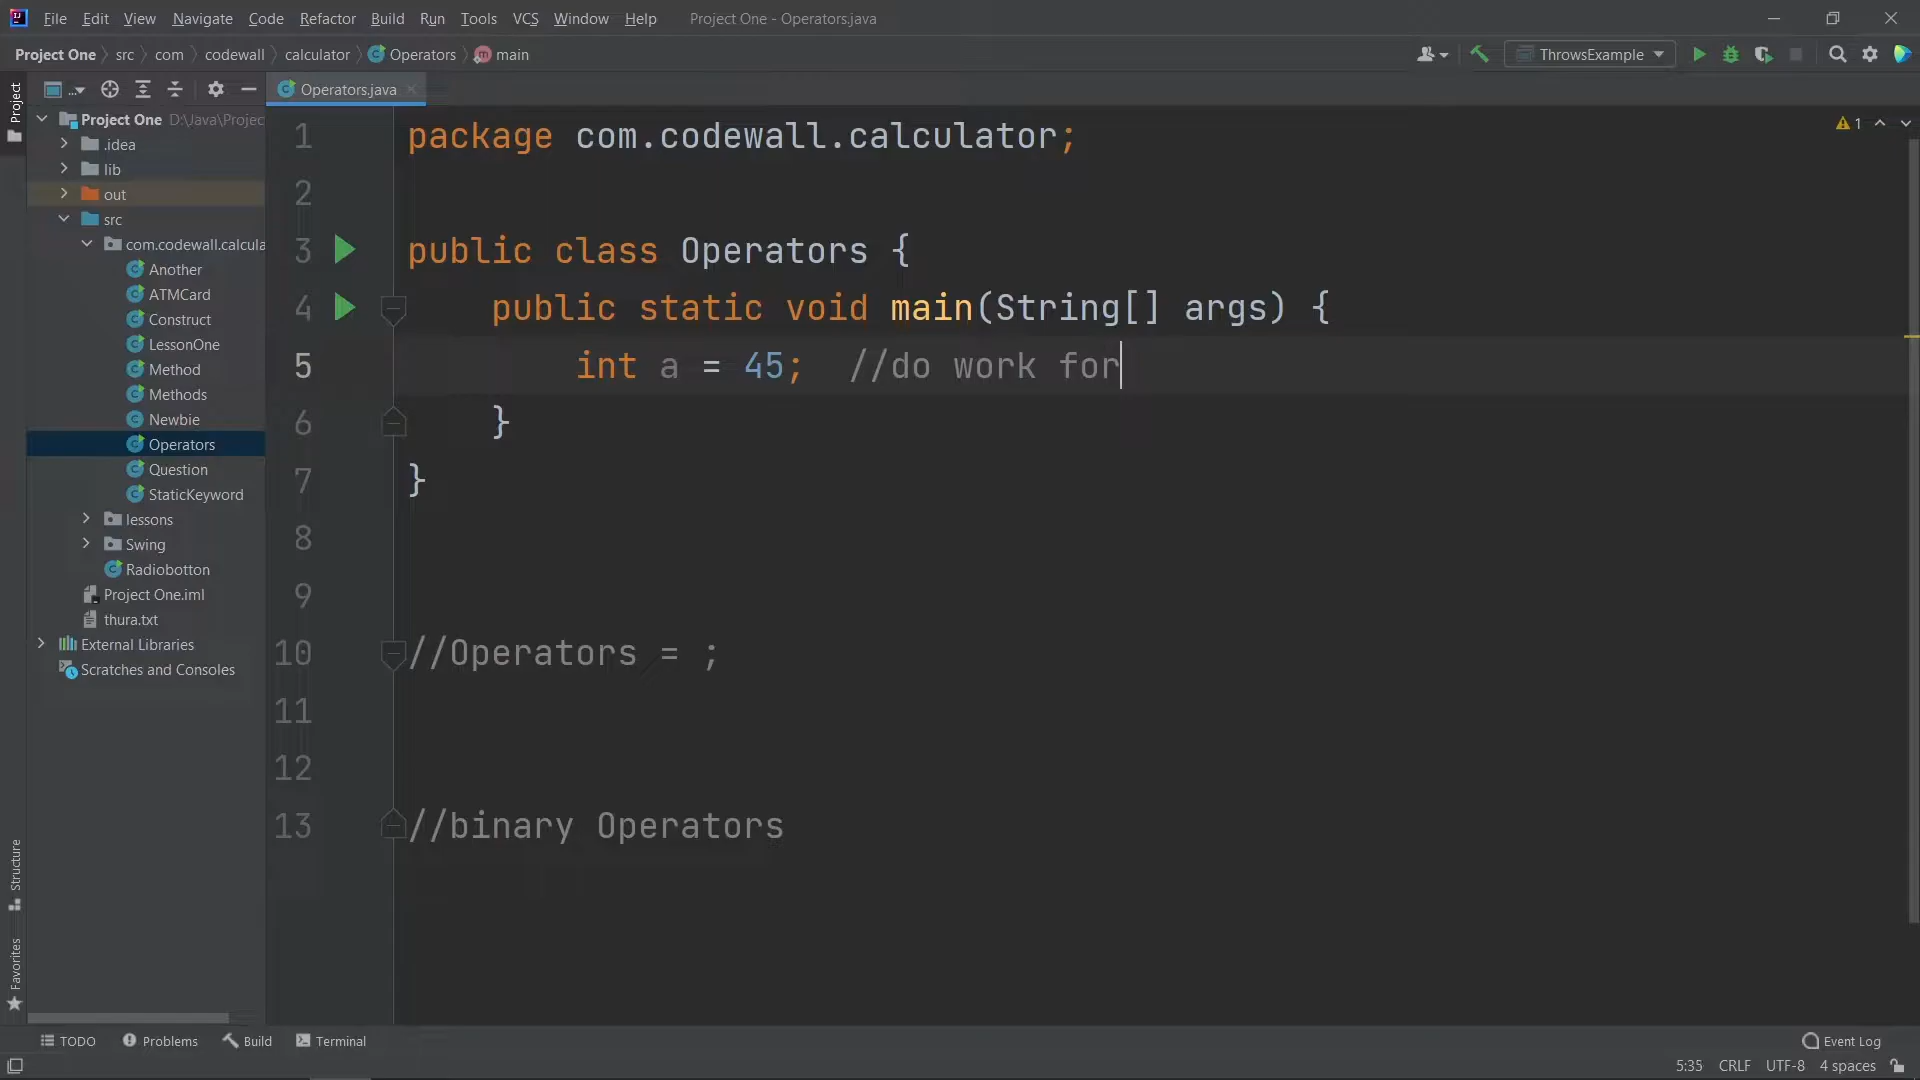 File Edit View Navigate Code Refactor Build Run Tools VCS Window Help Project One - Operators.java
Project One src com codewall calculator Operators main ThrowsExample
... Operators.java
Project
Project One D:\Java\Projec
.idea
lib
out
src
com.codewall.calcula
Another
ATMCard
Construct
LessonOne
Method
Methods
Newbie
Operators
Question
StaticKeyword
lessons
Swing
Radiobotton
Project One.iml
thura.txt
External Libraries
Scratches and Consoles
1 package com.codewall.calculator;
2
3 public class Operators {
4 public static void main(String[] args) {
5 int a = 45; //do work for
6 }
7 }
8
9
10 //Operators = ;
11
12
13 //binary Operators
1
Structure
Favorites
TODO Problems Build Terminal Event Log
5:35 CRLF UTF-8 4 spaces